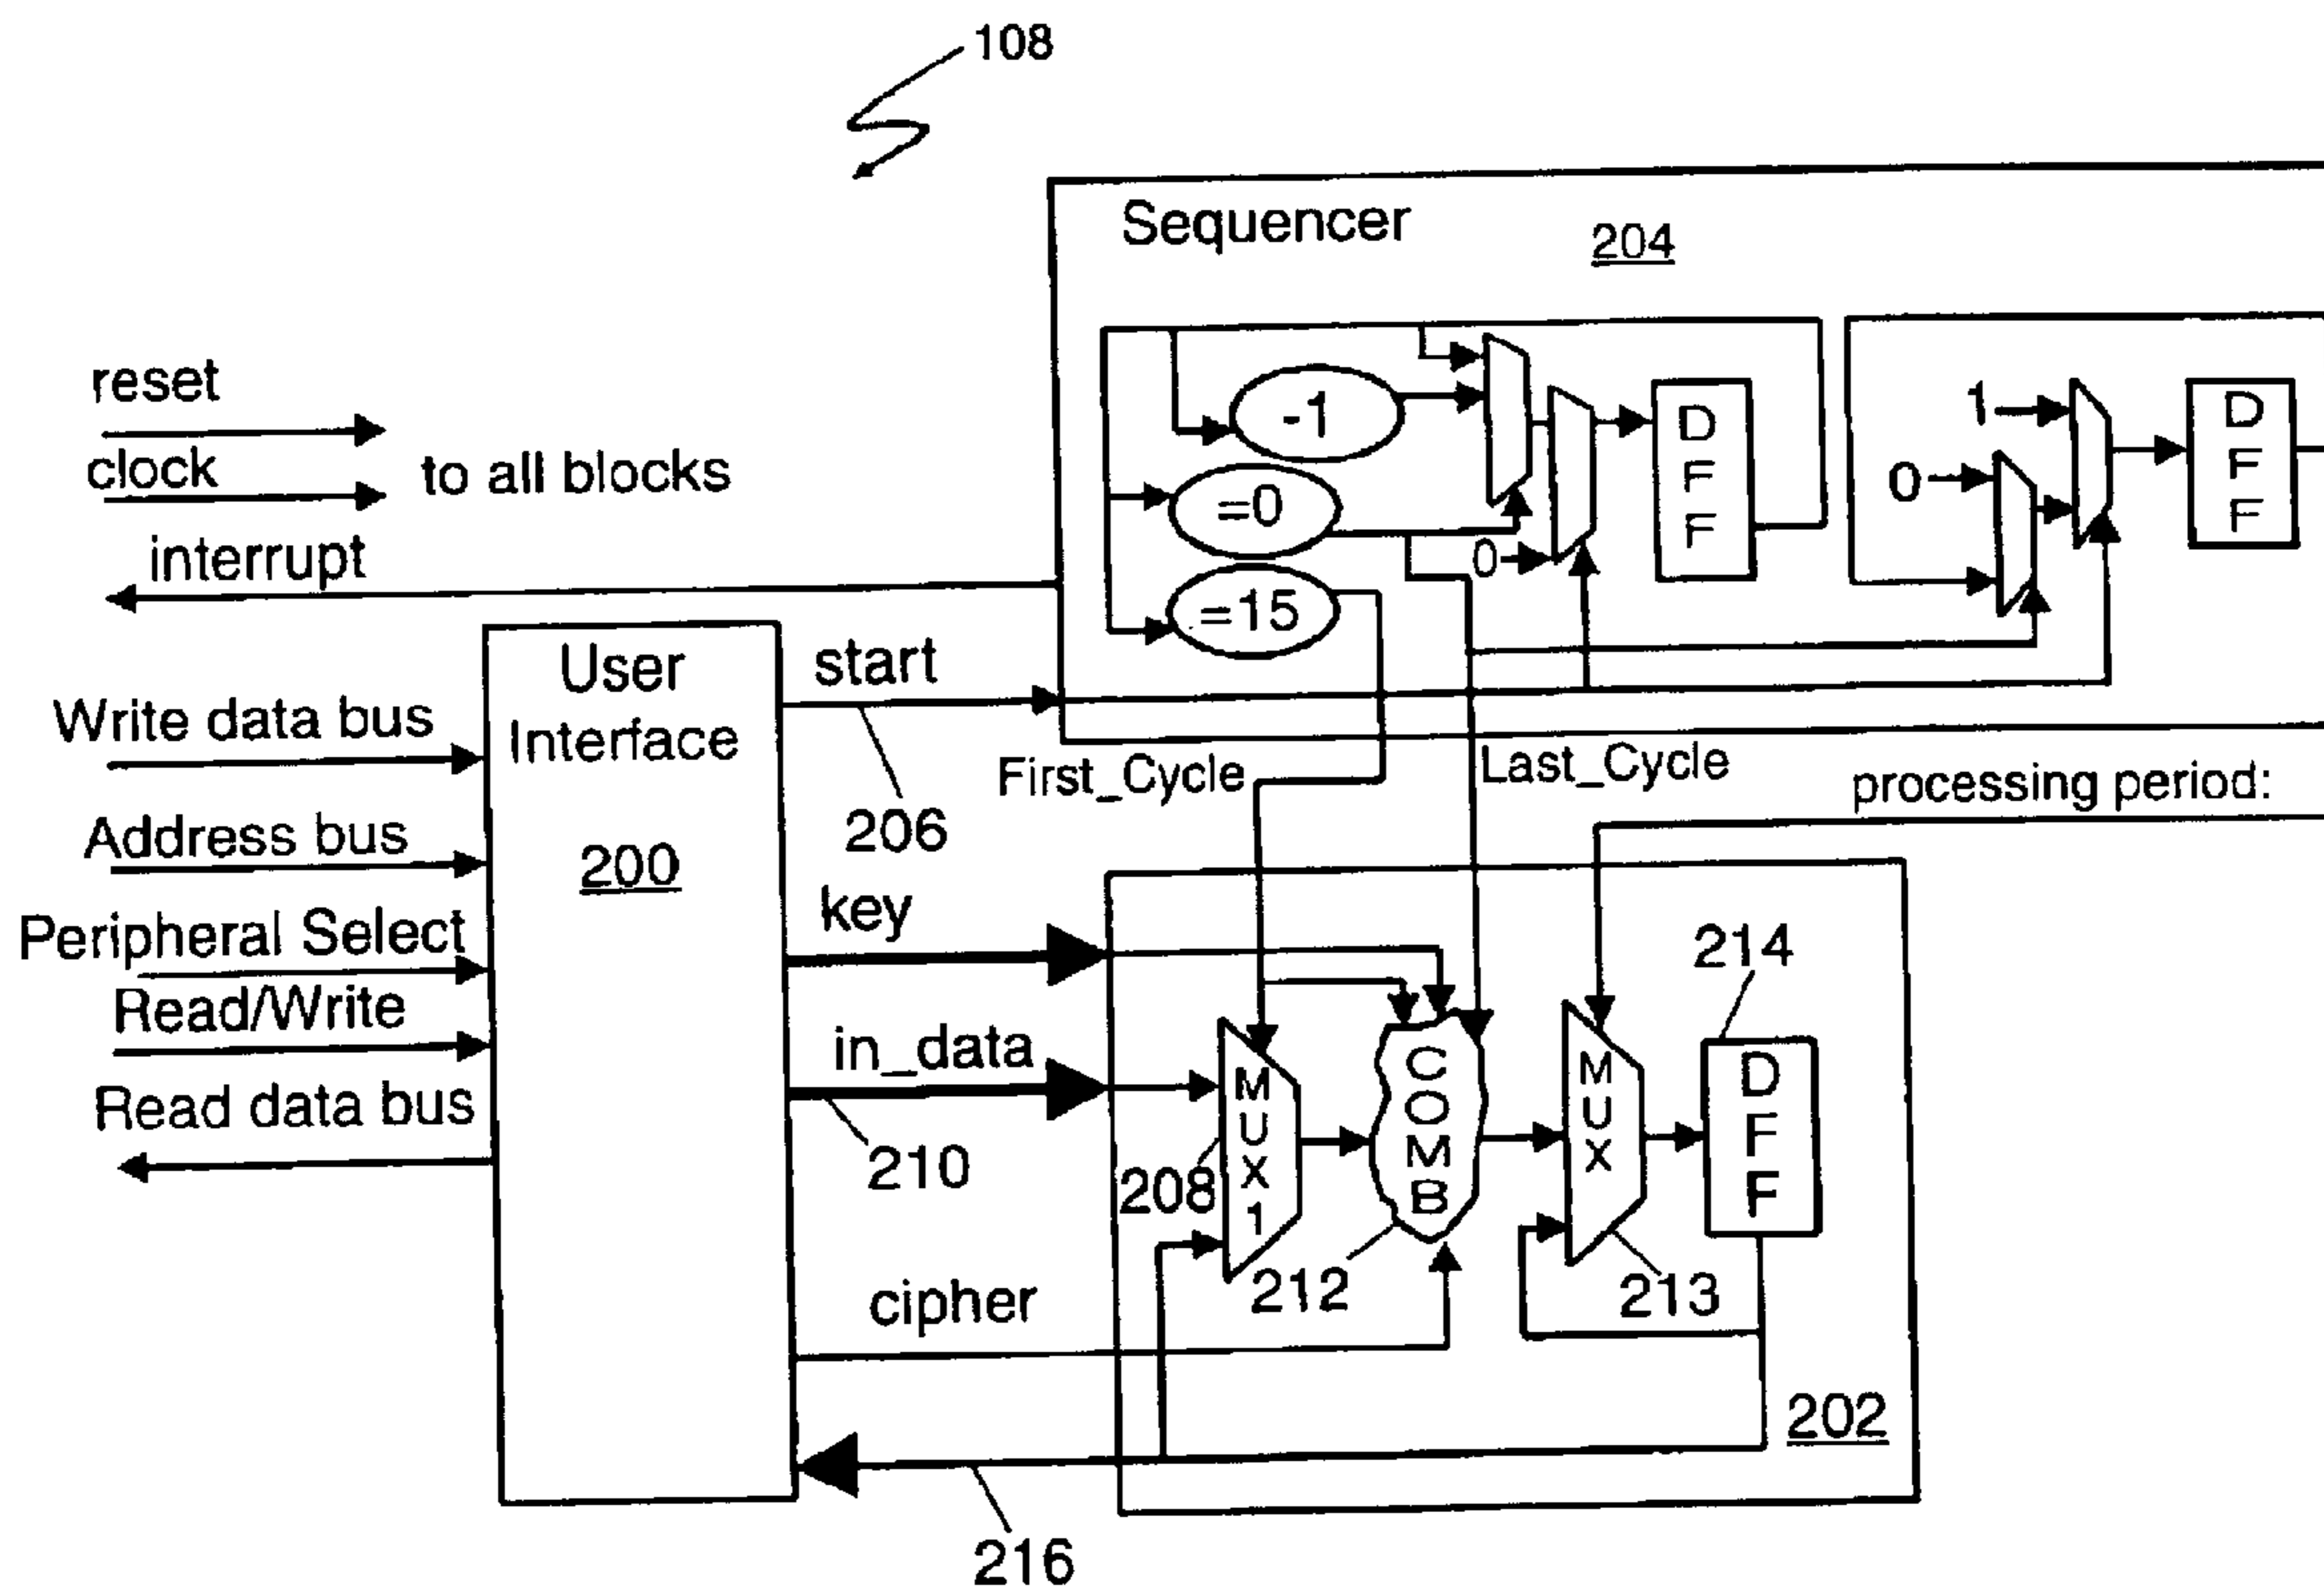 108
Sequencer
204
reset
clock
to all blocks
interrupt
-1
=0
=15
0
D
F
F
1
0
D
F
F
User
Interface
200
start
206
Write data bus
Address bus
Peripheral Select
Read/Write
Read data bus
First_Cycle
Last_Cycle
processing period:
key
in_data
210
208
M
U
X
1
C
O
M
B
212
M
U
X
213
214
D
F
F
cipher
202
216